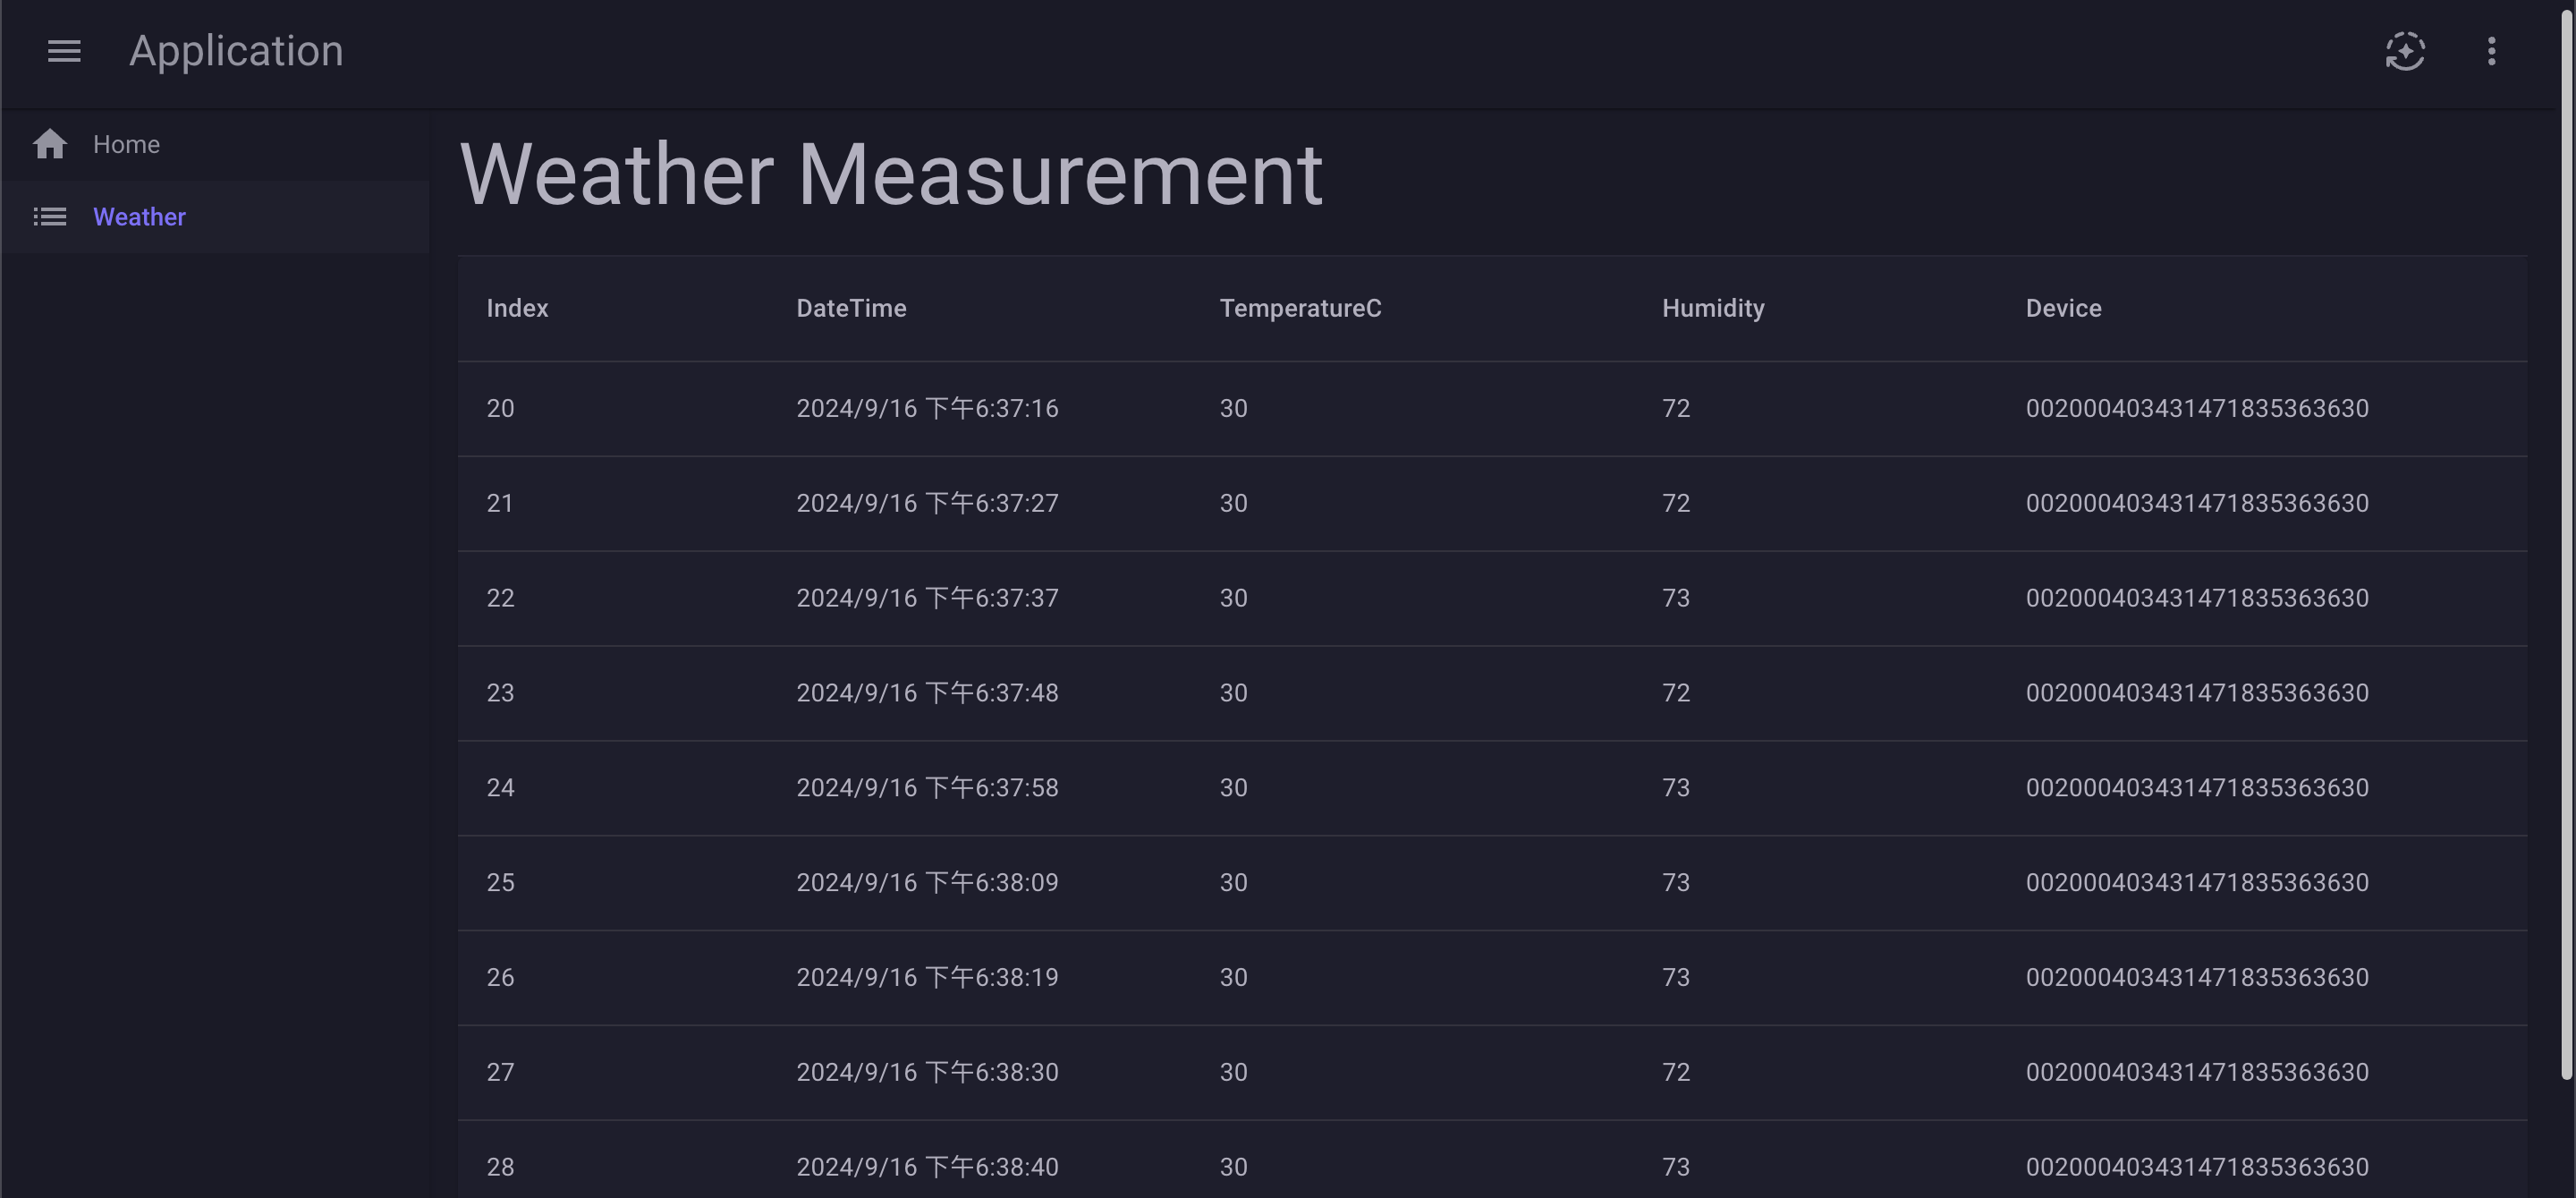 Application
Home
Weather
Weather Measurement
Index DateTime TemperatureC Humidity Device
20 2024/9/16 下午6:37:16 30 72 002000403431471835363630
21 2024/9/16 下午6:37:27 30 72 002000403431471835363630
22 2024/9/16 下午6:37:37 30 73 002000403431471835363630
23 2024/9/16 下午6:37:48 30 72 002000403431471835363630
24 2024/9/16 下午6:37:58 30 73 002000403431471835363630
25 2024/9/16 下午6:38:09 30 73 002000403431471835363630
26 2024/9/16 下午6:38:19 30 73 002000403431471835363630
27 2024/9/16 下午6:38:30 30 72 002000403431471835363630
28 2024/9/16 下午6:38:40 30 73 002000403431471835363630